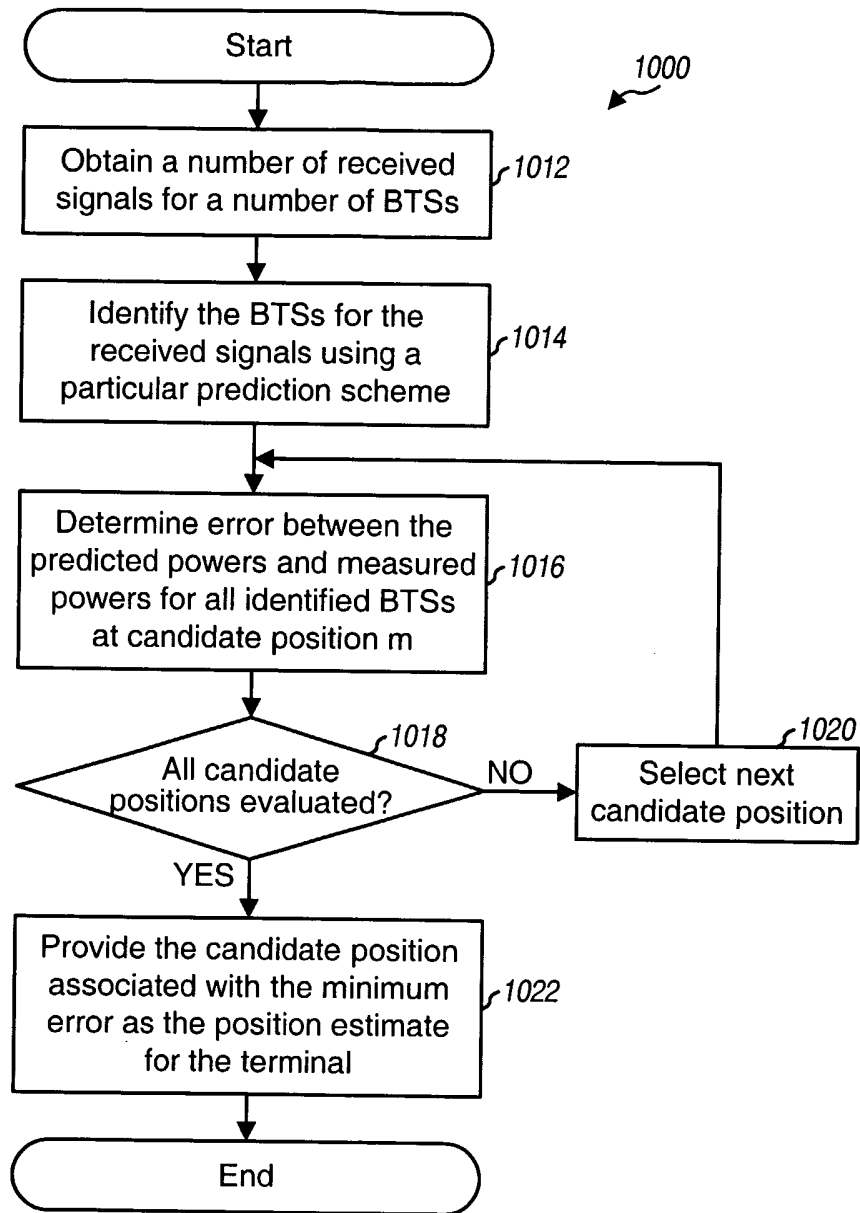 Start
1000
Obtain a number of received
signals for a number of BTSs
1012
Identify the BTSs for the
received signals using a
particular prediction scheme
1014
Determine error between the
predicted powers and measured
powers for all identified BTSs
at candidate position m
1016
All candidate
positions evaluated?
1018
NO
Select next
candidate position
1020
YES
Provide the candidate position
associated with the minimum
error as the position estimate
for the terminal
1022
End